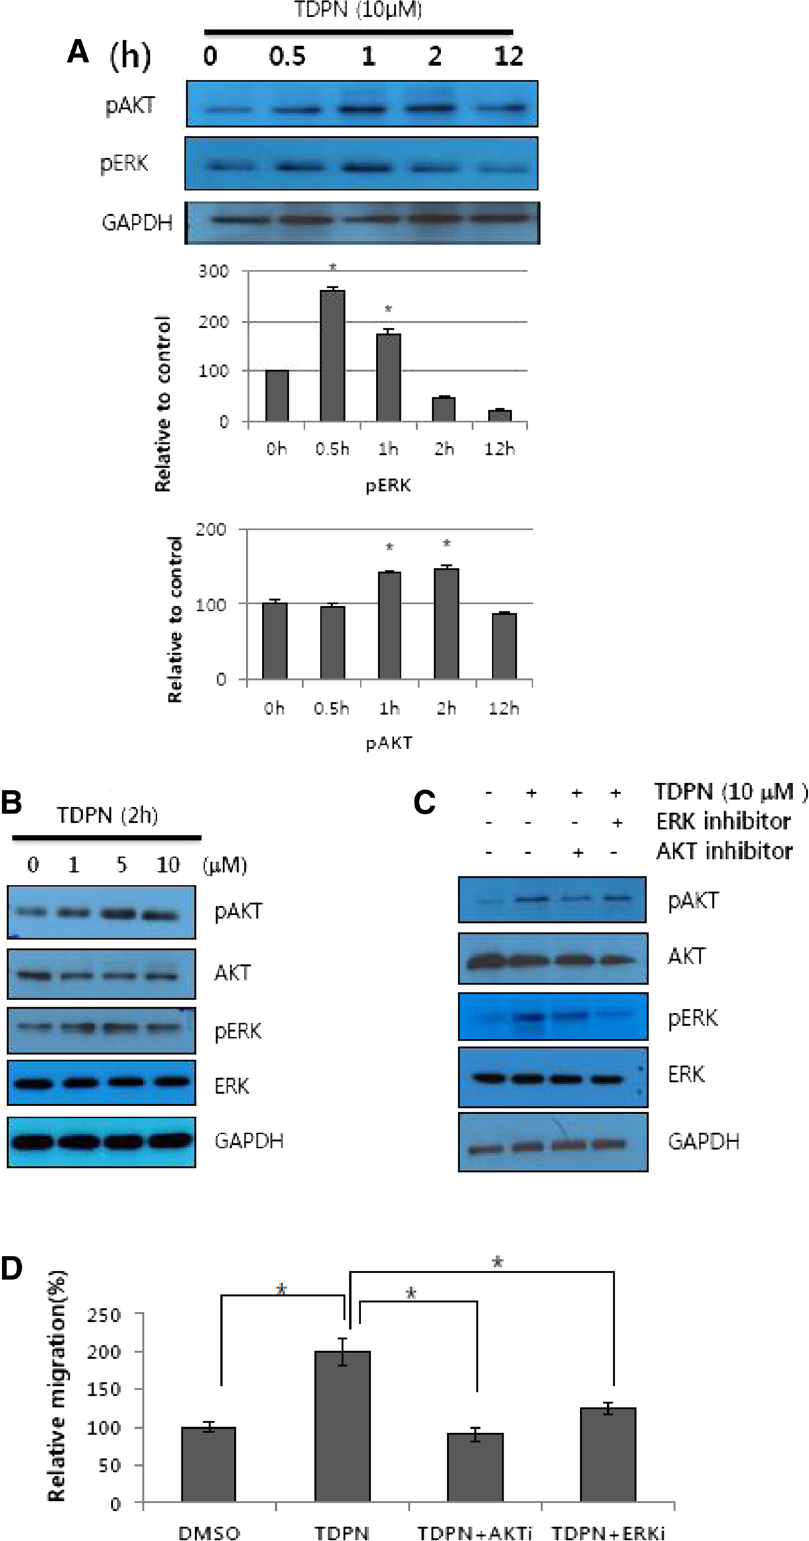 TDPN (10µM)
A (h) 0 0.5 1 2 12
pAKT
pERK
GAPDH
Relative to control
300
200
100
0
*
*
0h 0.5h 1h 2h 12h
pERK
Relative to control
200
100
0
* *
0h 0.5h 1h 2h 12h
pAKT
B
TDPN (2h)
0 1 5 10 (µM)
pAKT
AKT
pERK
ERK
GAPDH
C
- + + + TDPN (10 µM )
- - - + ERK inhibitor
- - + - AKT inhibitor
pAKT
AKT
pERK
ERK
GAPDH
D
Relative migration(%)
250
200
150
100
50
0
*
*
*
DMSO TDPN TDPN+AKTi TDPN+ERKi